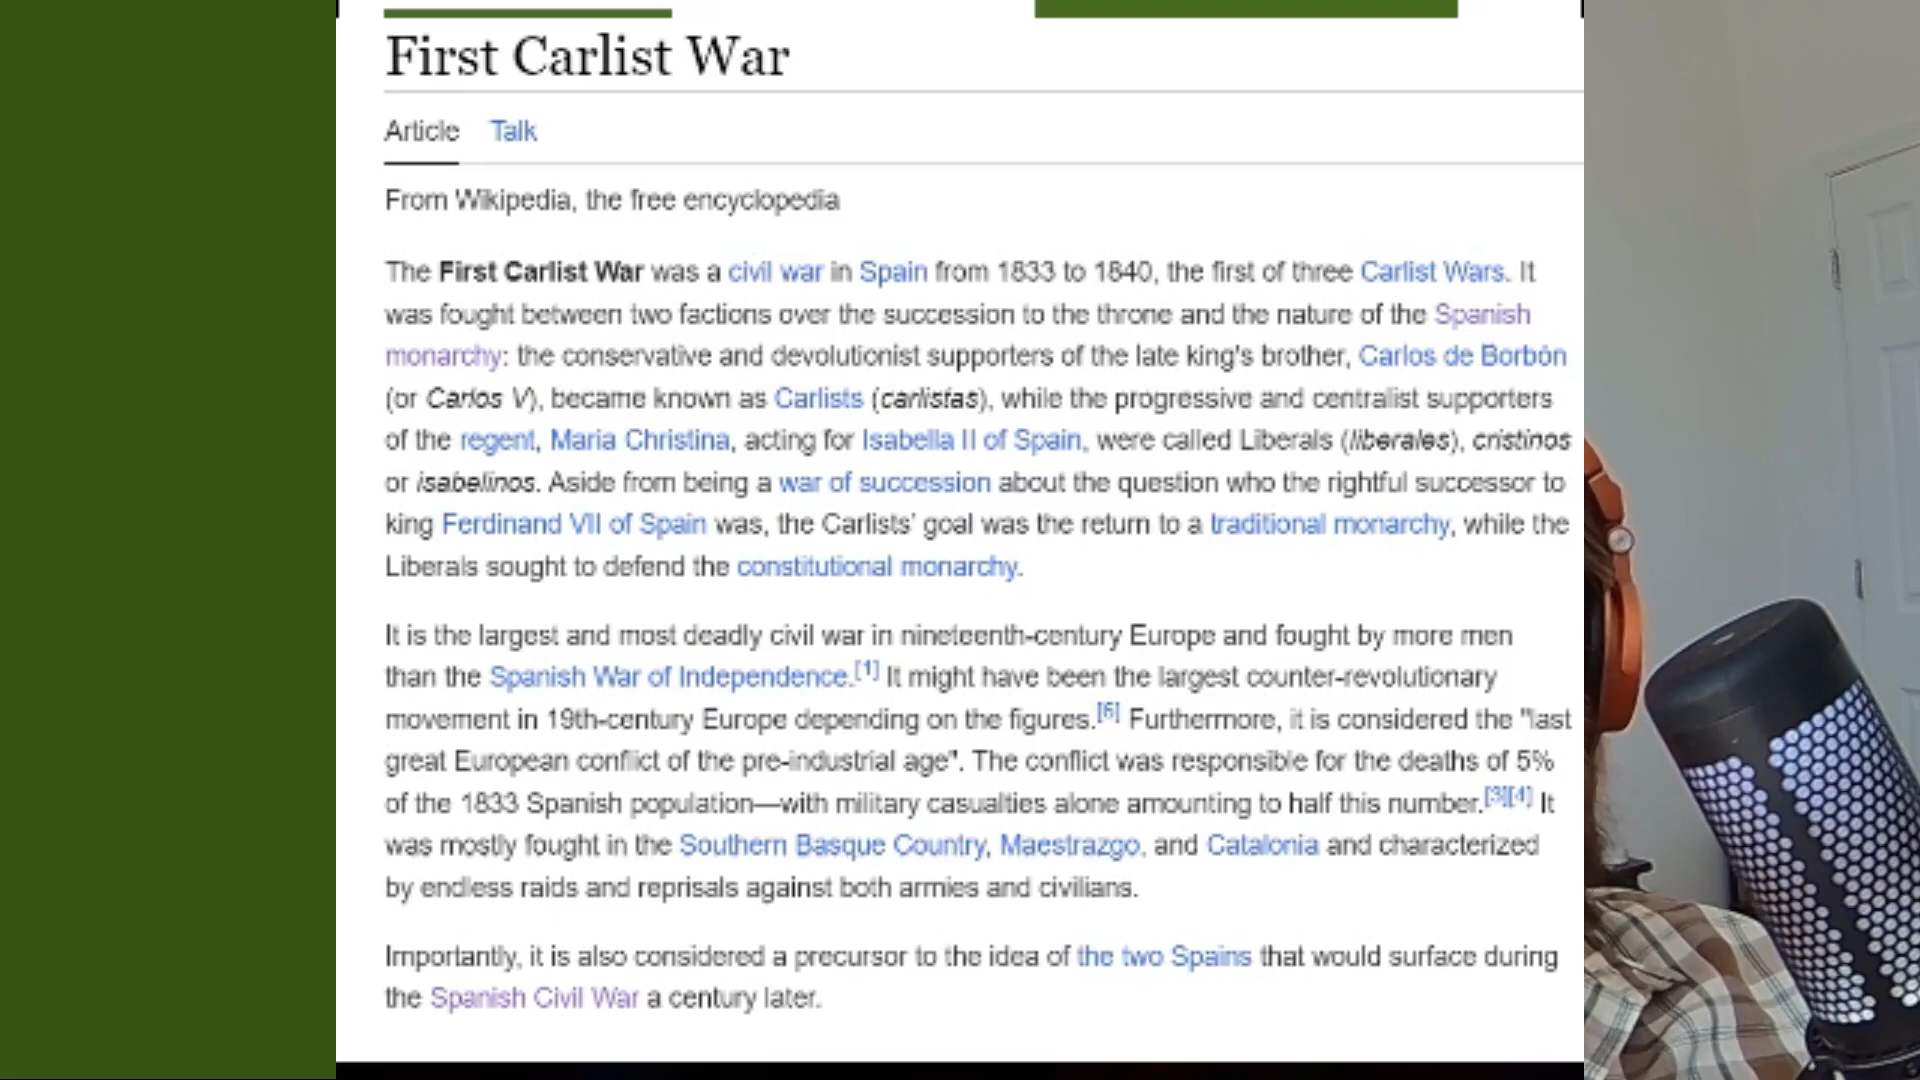 First Carlist War
Article Talk
From Wikipedia, the free encyclopedia
The First Carlist War was a civil war in Spain from 1833 to 1840, the first of three Carlist Wars. It
was fought between two factions over the succession to the throne and the nature of the Spanish
monarchy: the conservative and devolutionist supporters of the late king's brother, Carlos de Borbón
(or Carlos V), became known as Carlists (carlistas), while the progressive and centralist supporters
of the regent, Maria Christina, acting for Isabella II of Spain, were called Liberals (liberales), cristinos
or isabelinos. Aside from being a war of succession about the question who the rightful successor to
king Ferdinand VII of Spain was, the Carlists' goal was the return to a traditional monarchy, while the
Liberals sought to defend the constitutional monarchy.
It is the largest and most deadly civil war in nineteenth-century Europe and fought by more men
than the Spanish War of Independence.[1] It might have been the largest counter-revolutionary
movement in 19th-century Europe depending on the figures.[6] Furthermore, it is considered the "last
great European conflict of the pre-industrial age". The conflict was responsible for the deaths of 5%
of the 1833 Spanish population—with military casualties alone amounting to half this number.[3][4] It
was mostly fought in the Southern Basque Country, Maestrazgo, and Catalonia and characterized
by endless raids and reprisals against both armies and civilians.
Importantly, it is also considered a precursor to the idea of the two Spains that would surface during
the Spanish Civil War a century later.